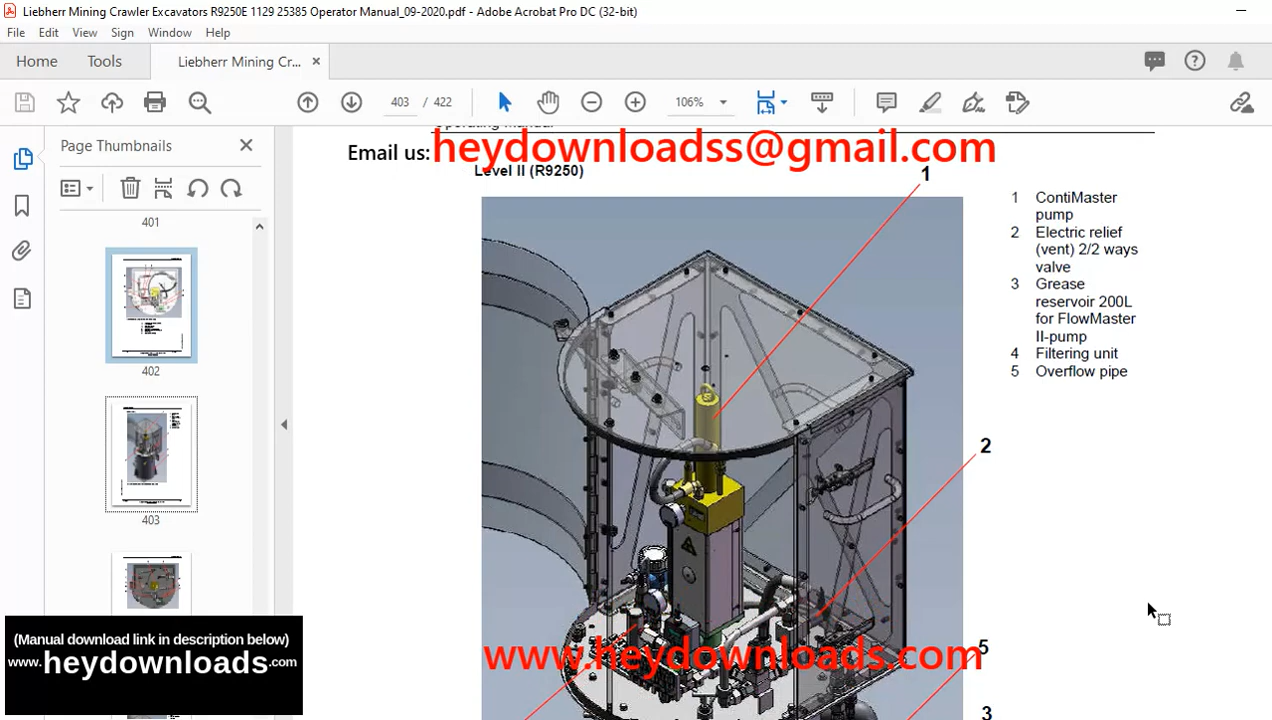 Liebherr Mining Crawler Excavators R9250E 1129 25385 Operator Manual_09-2020.pdf - Adobe Acrobat Pro DC (32-bit)
File Edit View Sign Window Help
Home Tools Liebherr Mining Cr... ×
403 / 422 106%
Page Thumbnails
401
402
403
Operating Manual
Email us: heydownloadss@gmail.com
Level II (R9250)
1
2
5
3
1 ContiMaster
pump
2 Electric relief
(vent) 2/2 ways
valve
3 Grease
reservoir 200L
for FlowMaster
II-pump
4 Filtering unit
5 Overflow pipe
www.heydownloads.com
(Manual download link in description below)
www.heydownloads.com